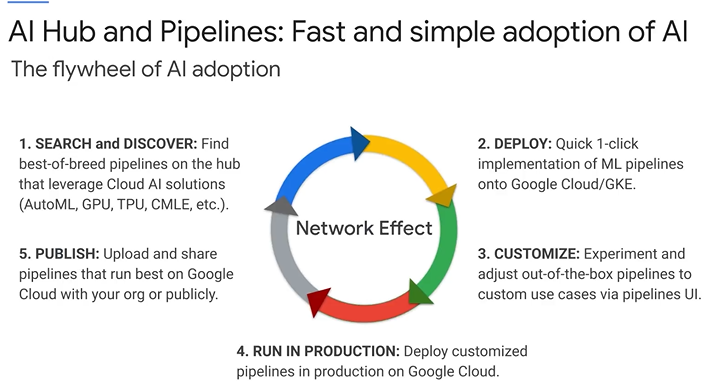 AI Hub and Pipelines: Fast and simple adoption of AI
The flywheel of AI adoption
1. SEARCH and DISCOVER: Find
best-of-breed pipelines on the hub
that leverage Cloud AI solutions
(AutoML, GPU, TPU, CMLE, etc.).
2. DEPLOY: Quick 1-click
implementation of ML pipelines
onto Google Cloud/GKE.
Network Effect
5. PUBLISH: Upload and share
pipelines that run best on Google
Cloud with your org or publicly.
3. CUSTOMIZE: Experiment and
adjust out-of-the-box pipelines to
custom use cases via pipelines UI.
4. RUN IN PRODUCTION: Deploy customized
pipelines in production on Google Cloud.